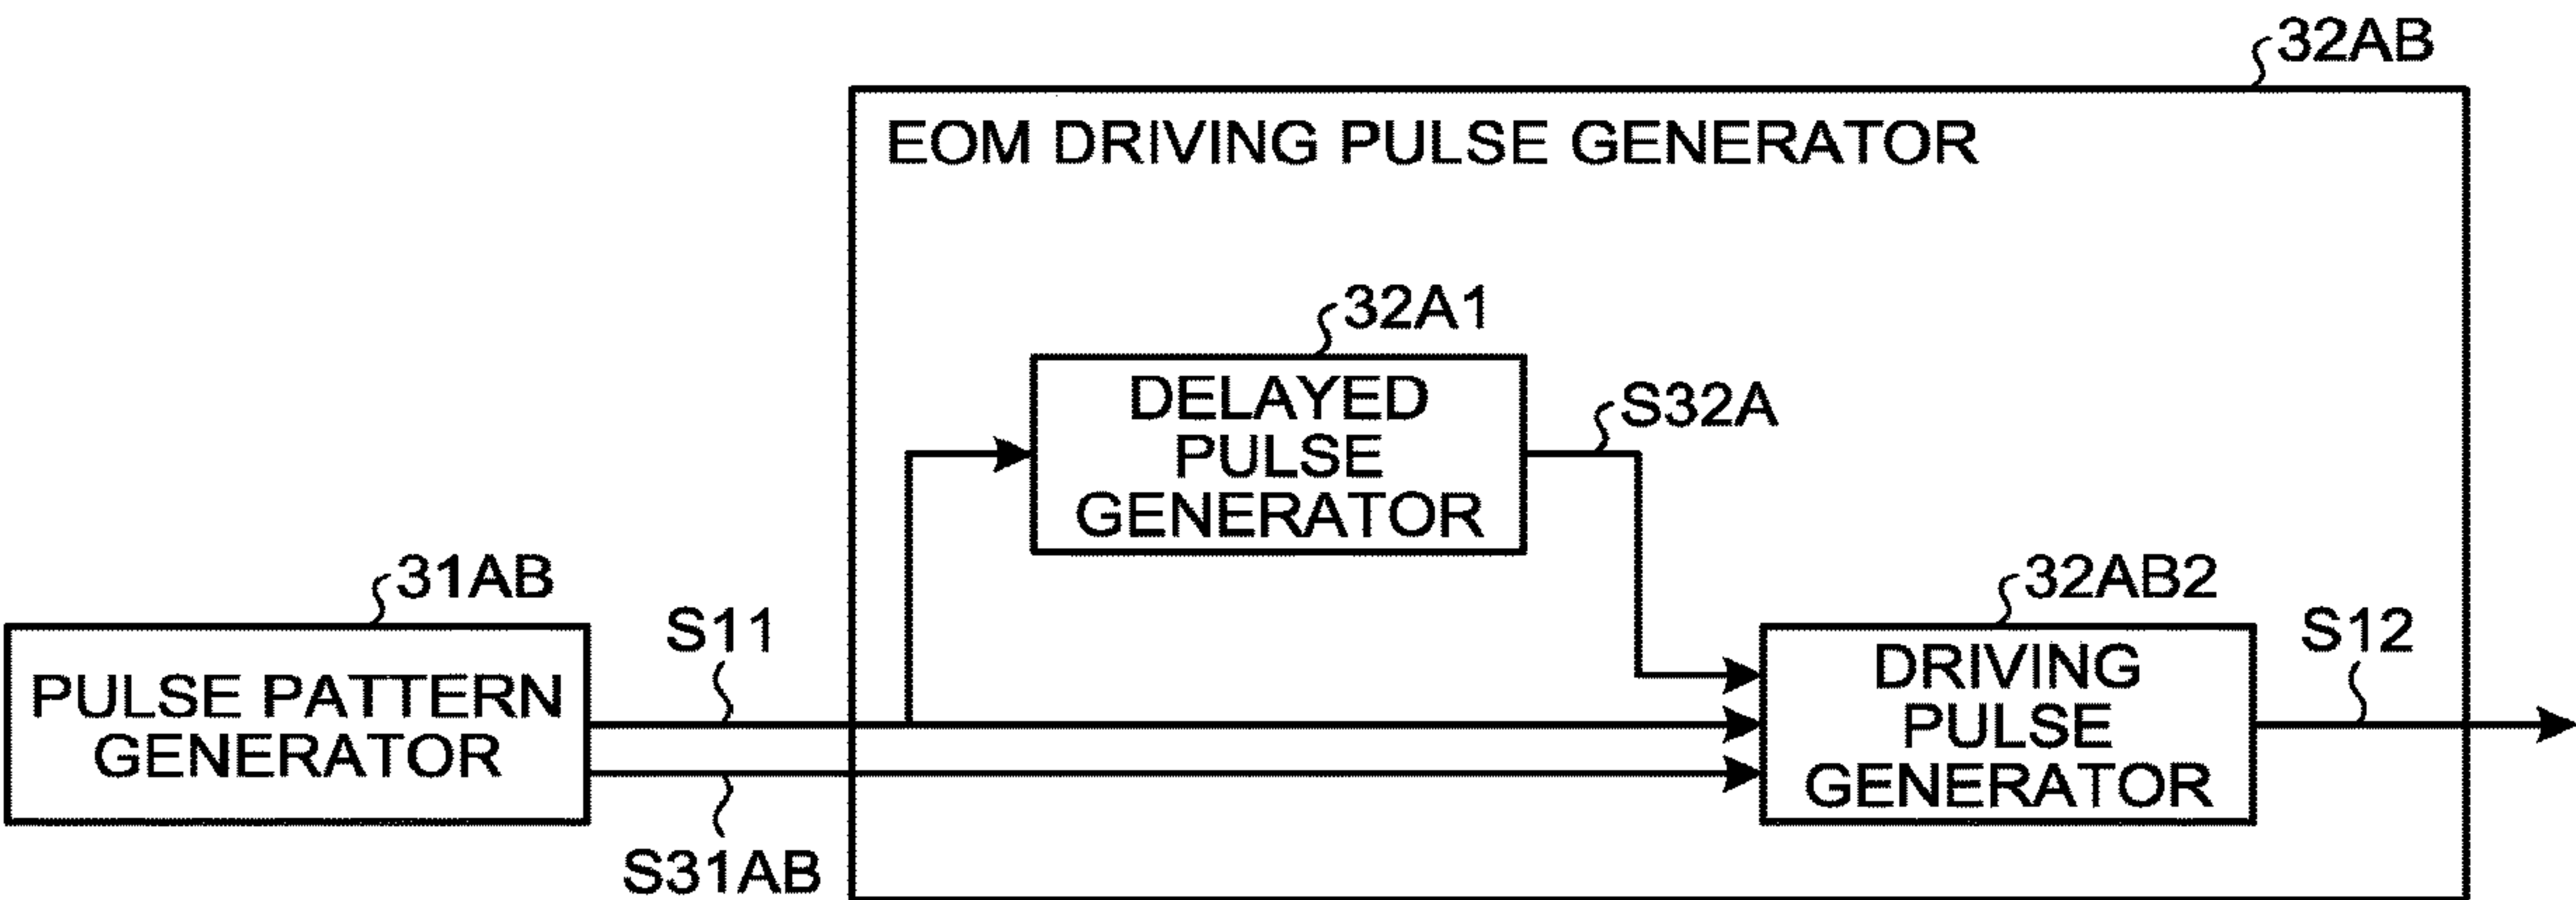 32AB
EOM DRIVING PULSE GENERATOR
32A1
DELAYED
PULSE
GENERATOR
S32A
31AB
PULSE PATTERN
GENERATOR
S11
S31AB
32AB2
DRIVING
PULSE
GENERATOR
S12